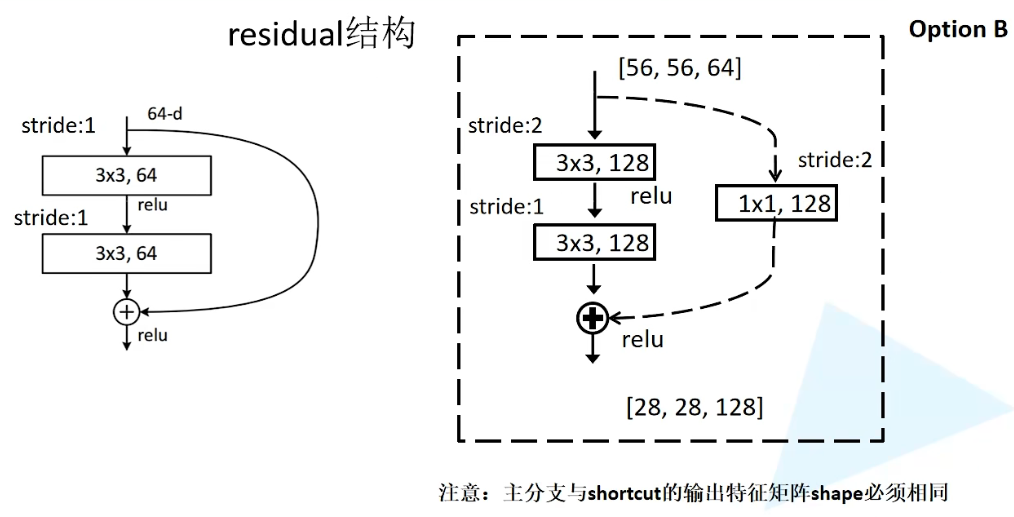 residual结构
64-d
stride:1
3x3, 64
relu
stride:1
3x3, 64
relu
Option B
[56, 56, 64]
stride:2
3x3, 128
relu
stride:1
3x3, 128
stride:2
1x1, 128
relu
[28, 28, 128]
注意：主分支与shortcut的输出特征矩阵shape必须相同